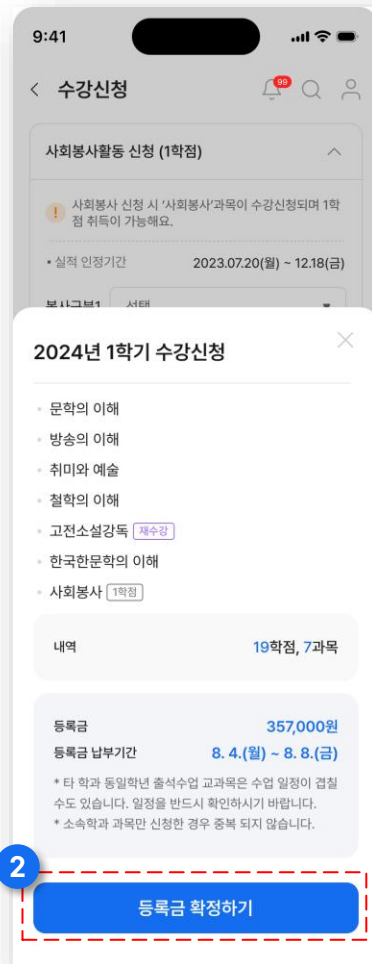 9:41
수강신청
99
사회봉사활동 신청 (1학점)
! 사회봉사 신청 시 ‘사회봉사’과목이 수강신청되며 1학
점 취득이 가능해요.
• 실적 인정기간 2023.07.20(월) ~ 12.18(금)
봉사구분1 선택
2024년 1학기 수강신청
• 문학의 이해
• 방송의 이해
• 취미와 예술
• 철학의 이해
• 고전소설강독 재수강
• 한국한문학의 이해
• 사회봉사 1학점
내역 19학점, 7과목
등록금 357,000원
등록금 납부기간 8. 4.(월) ~ 8. 8.(금)
* 타 학과 동일학년 출석수업 교과목은 수업 일정이 겹칠
수도 있습니다. 일정을 반드시 확인하시기 바랍니다.
* 소속학과 과목만 신청한 경우 중복 되지 않습니다.
2
등록금 확정하기